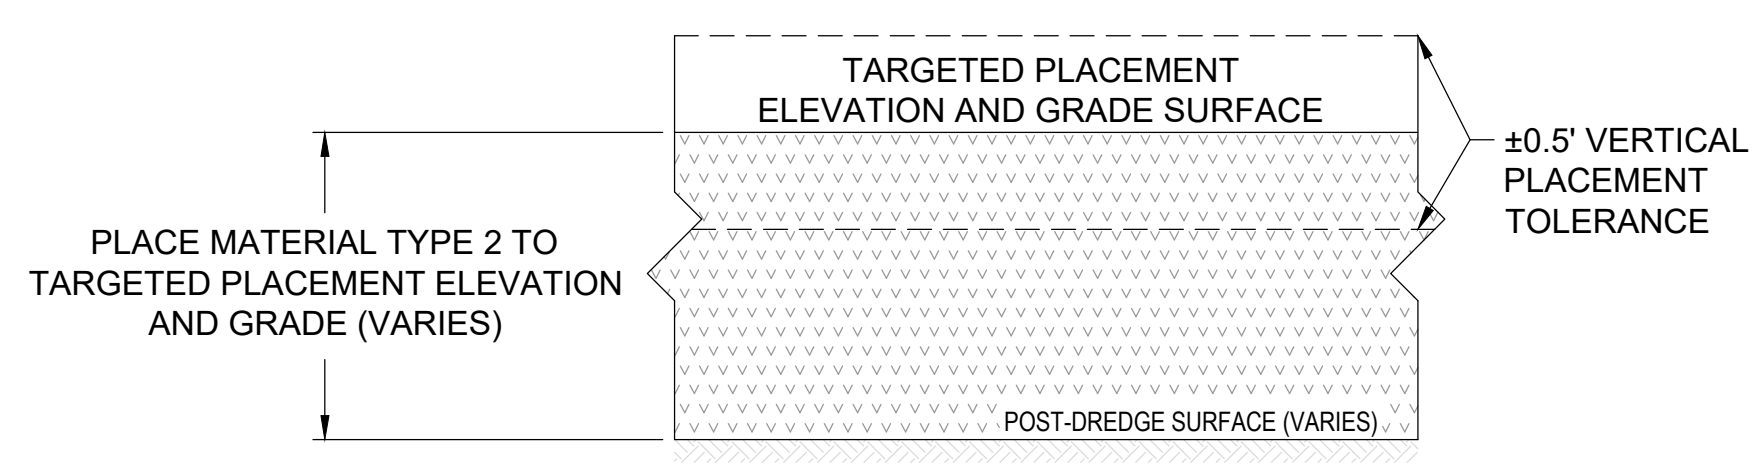 TARGETED PLACEMENT
ELEVATION AND GRADE SURFACE
±0.5' VERTICAL
PLACEMENT
TOLERANCE
PLACE MATERIAL TYPE 2 TO
TARGETED PLACEMENT ELEVATION
AND GRADE (VARIES)
POST-DREDGE SURFACE (VARIES)